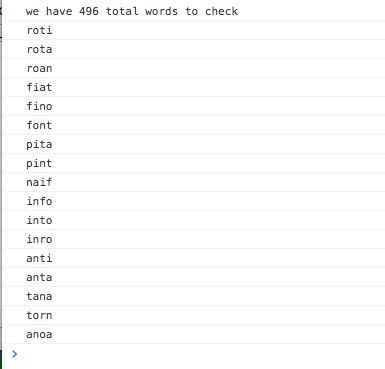 we have 496 total words to check
roti
rota
roan
fiat
fino
font
pita
pint
naif
info
into
inro
anti
anta
tana
torn
anoa